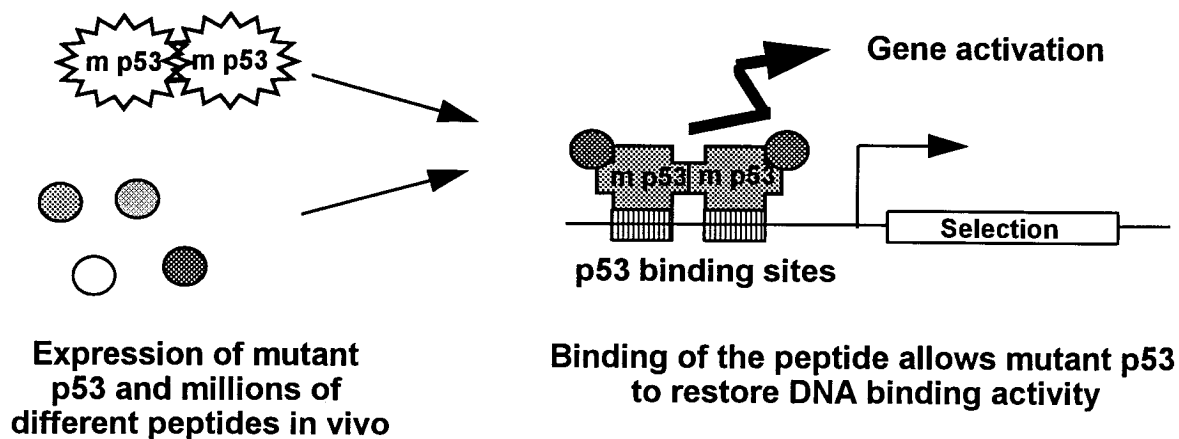 m p53 m p53
Gene activation
m p53 m p53
Selection
p53 binding sites
Expression of mutant
p53 and millions of
different peptides in vivo
Binding of the peptide allows mutant p53
to restore DNA binding activity